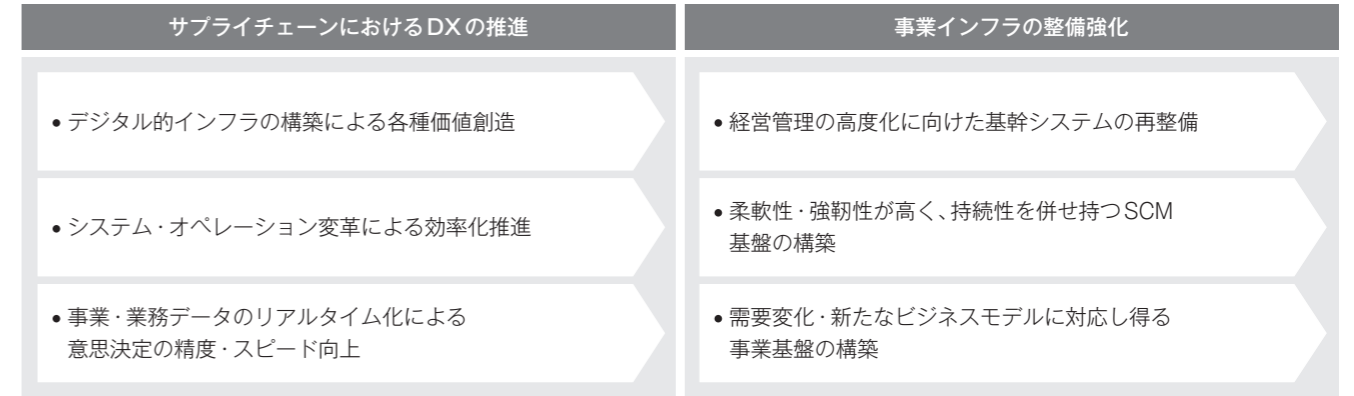 サプライチェーンにおけるDXの推進
• デジタル的インフラの構築による各種価値創造
• システム・オペレーション変革による効率化推進
• 事業・業務データのリアルタイム化による
意思決定の精度・スピード向上
事業インフラの整備強化
• 経営管理の高度化に向けた基幹システムの再整備
• 柔軟性・強靭性が高く、持続性を併せ持つSCM
基盤の構築
• 需要変化・新たなビジネスモデルに対応し得る
事業基盤の構築